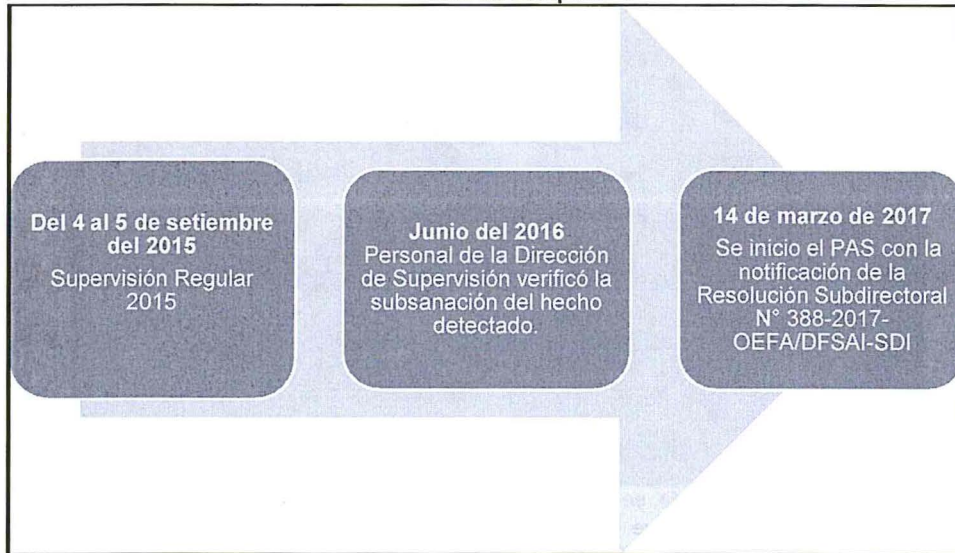 Del 4 al 5 de setiembre
del 2015
Supervisión Regular
2015
Junio del 2016
Personal de la Dirección
de Supervisión verificó la
subsanación del hecho
detectado.
14 de marzo de 2017
Se inicio el PAS con la
notificación de la
Resolución Subdirectoral
N° 388-2017-
OEFA/DFSAI-SDI